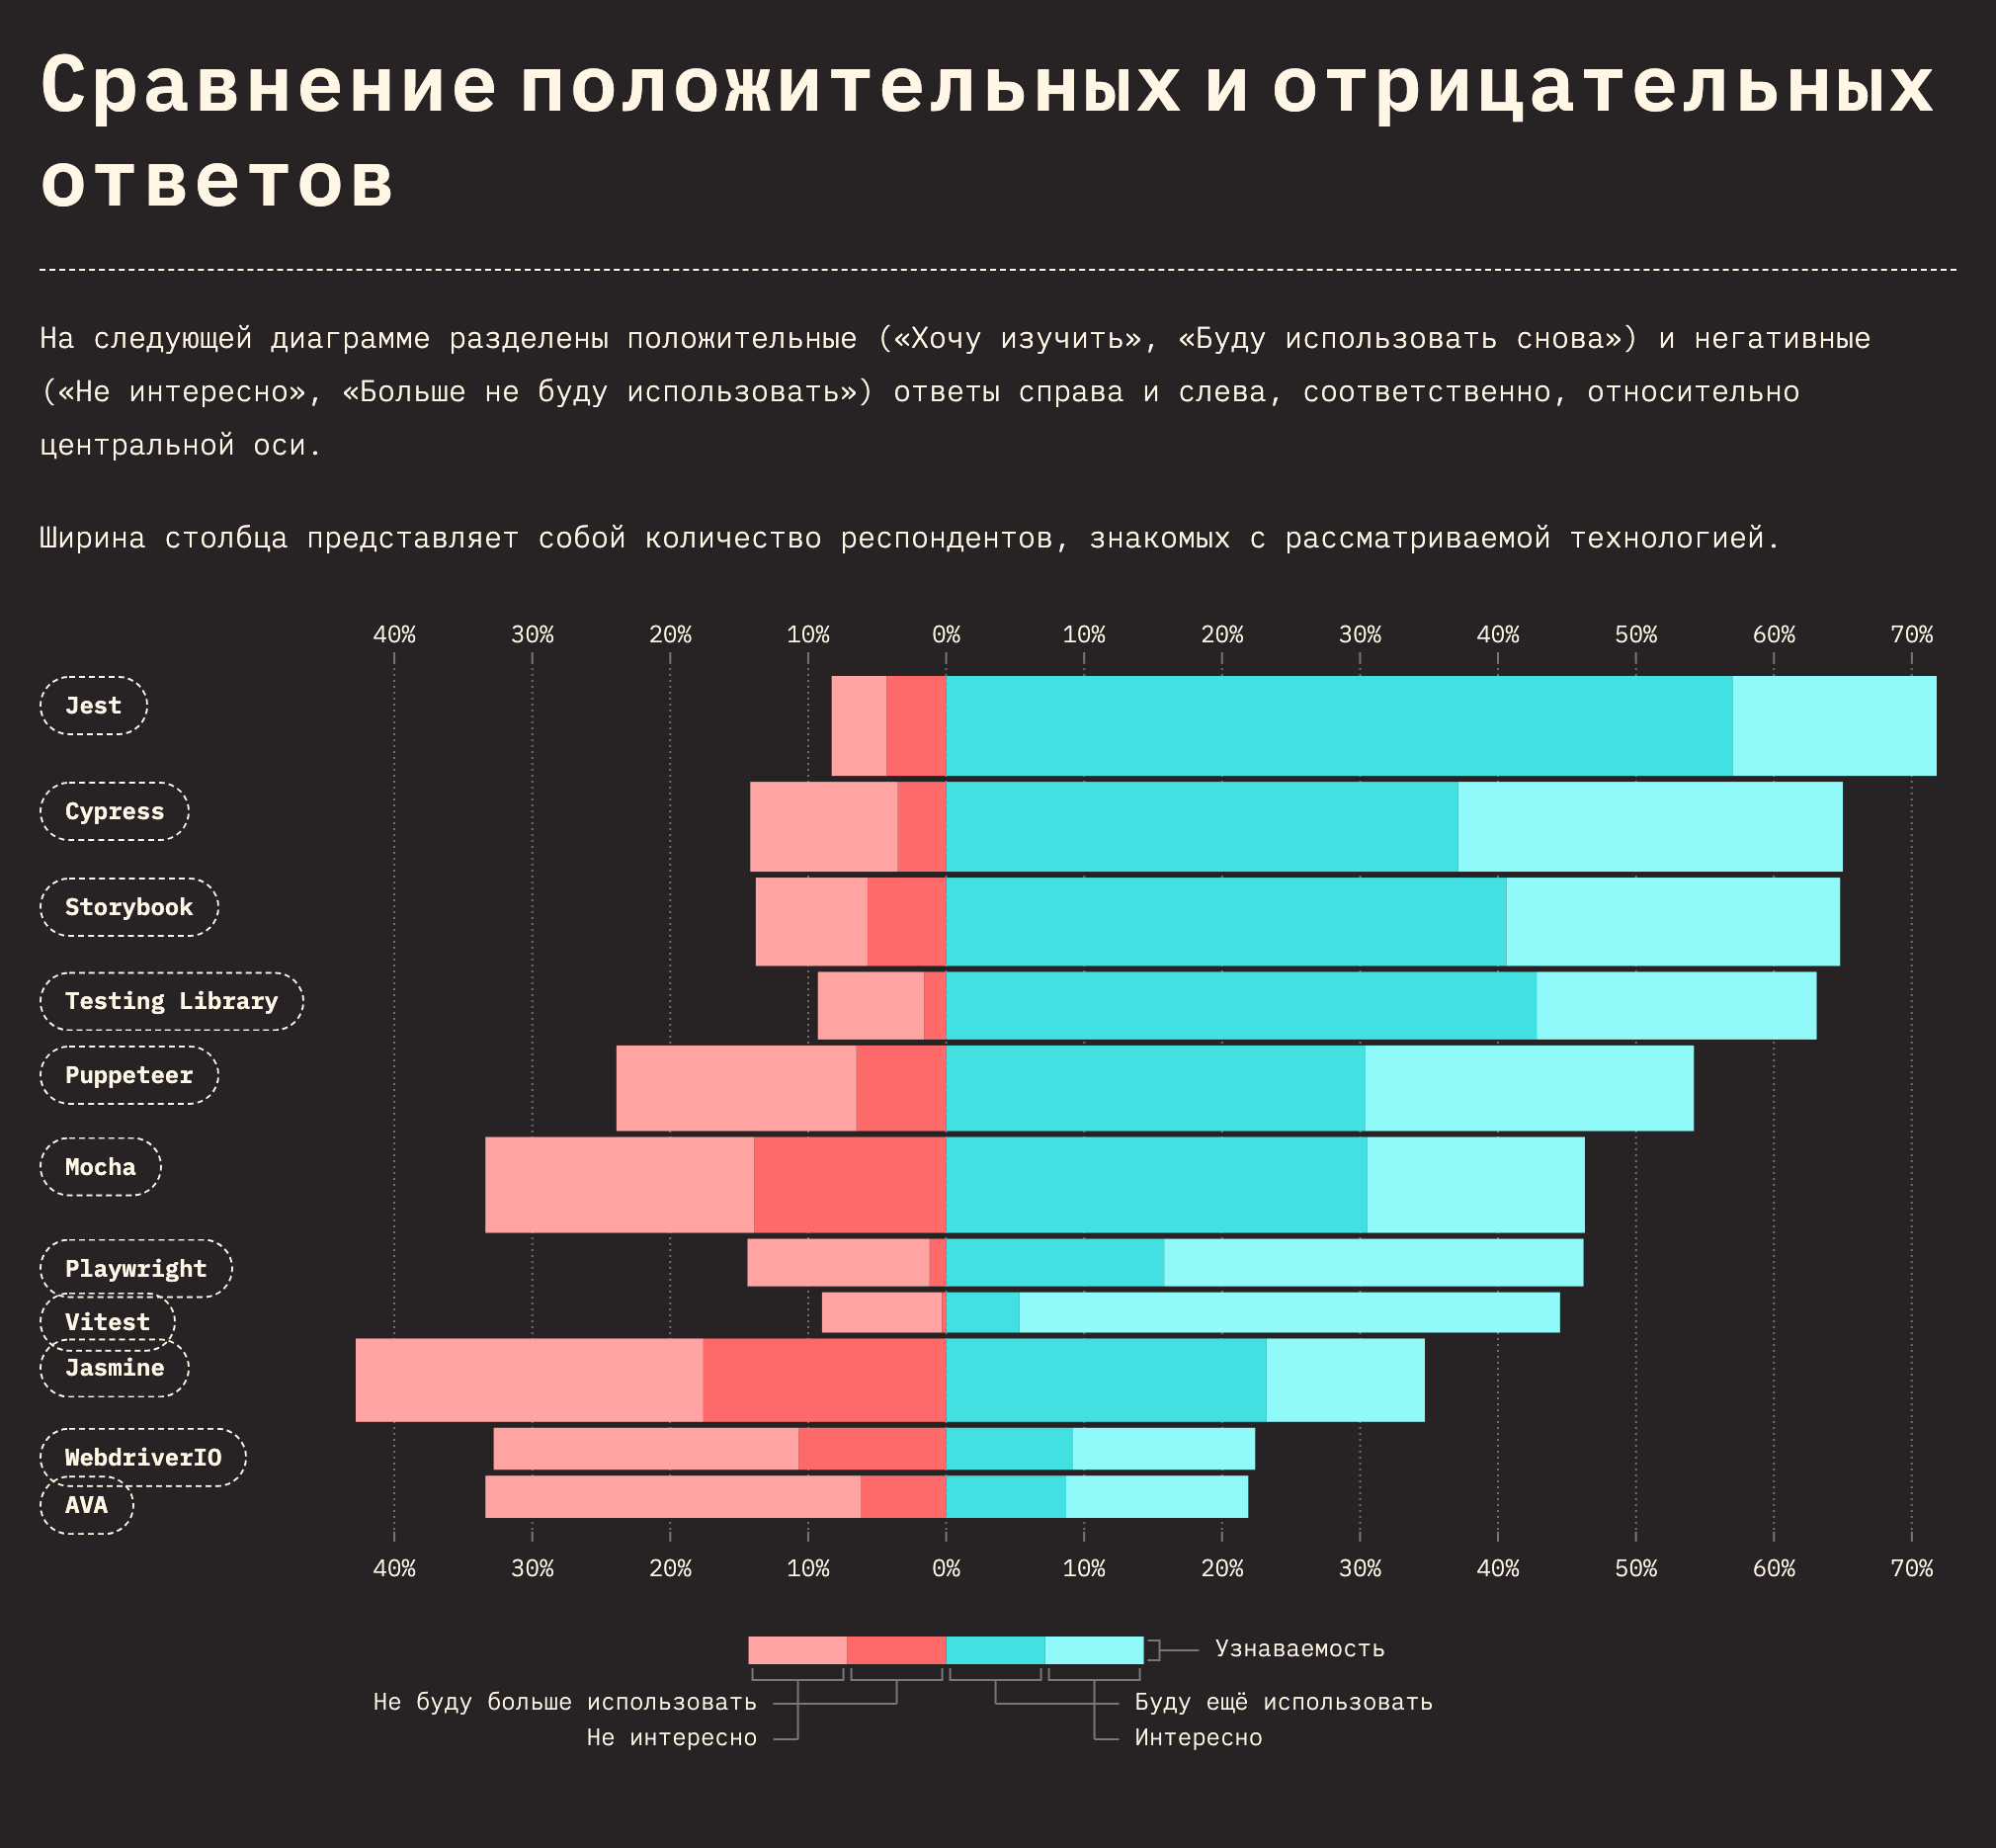 Сравнение положительных и отрицательных
ответов
На следующей диаграмме разделены положительные («Хочу изучить», «Буду использовать снова») и негативные
(«Не интересно», «Больше не буду использовать») ответы справа и слева, соответственно, относительно
центральной оси.
Ширина столбца представляет собой количество респондентов, знакомых с рассматриваемой технологией.
40% 30% 20% 10% 0% 10% 20% 30% 40% 50% 60% 70%
Jest
Cypress
Storybook
Testing Library
Puppeteer
Mocha
Playwright
Vitest
Jasmine
WebdriverIO
AVA
40% 30% 20% 10% 0% 10% 20% 30% 40% 50% 60% 70%
Узнаваемость
Не буду больше использовать Буду ещё использовать
Не интересно Интересно